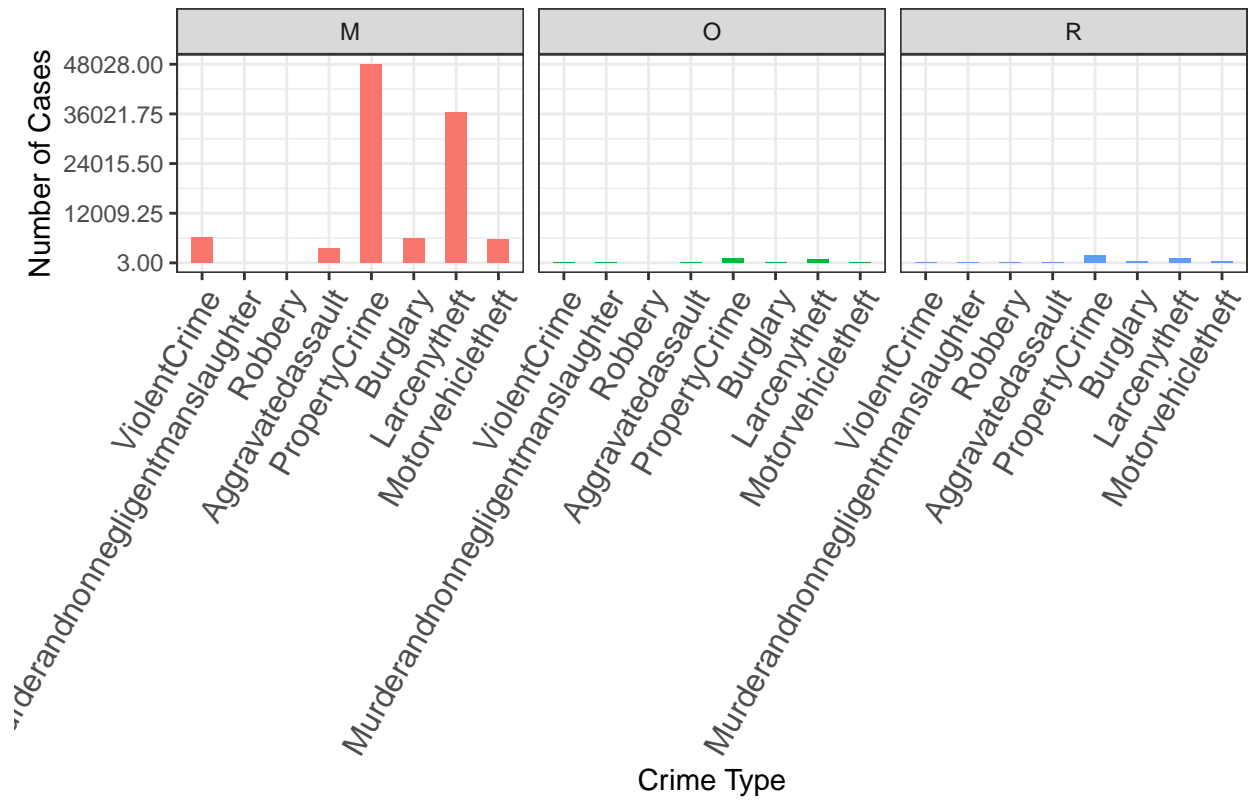 M
O
R
Number of Cases
48028.00
36021.75
24015.50
12009.25
3.00
ViolentCrime
urderandnonnegligentmanslaughter
Robbery
Aggravatedassault
PropertyCrime
Burglary
Larcenytheft
Motorvehicletheft
ViolentCrime
Murderandnonnegligentmanslaughter
Robbery
Aggravatedassault
PropertyCrime
Burglary
Larcenytheft
Motorvehicletheft
ViolentCrime
Murderandnonnegligentmanslaughter
Robbery
Aggravatedassault
PropertyCrime
Burglary
Larcenytheft
Motorvehicletheft
Crime Type